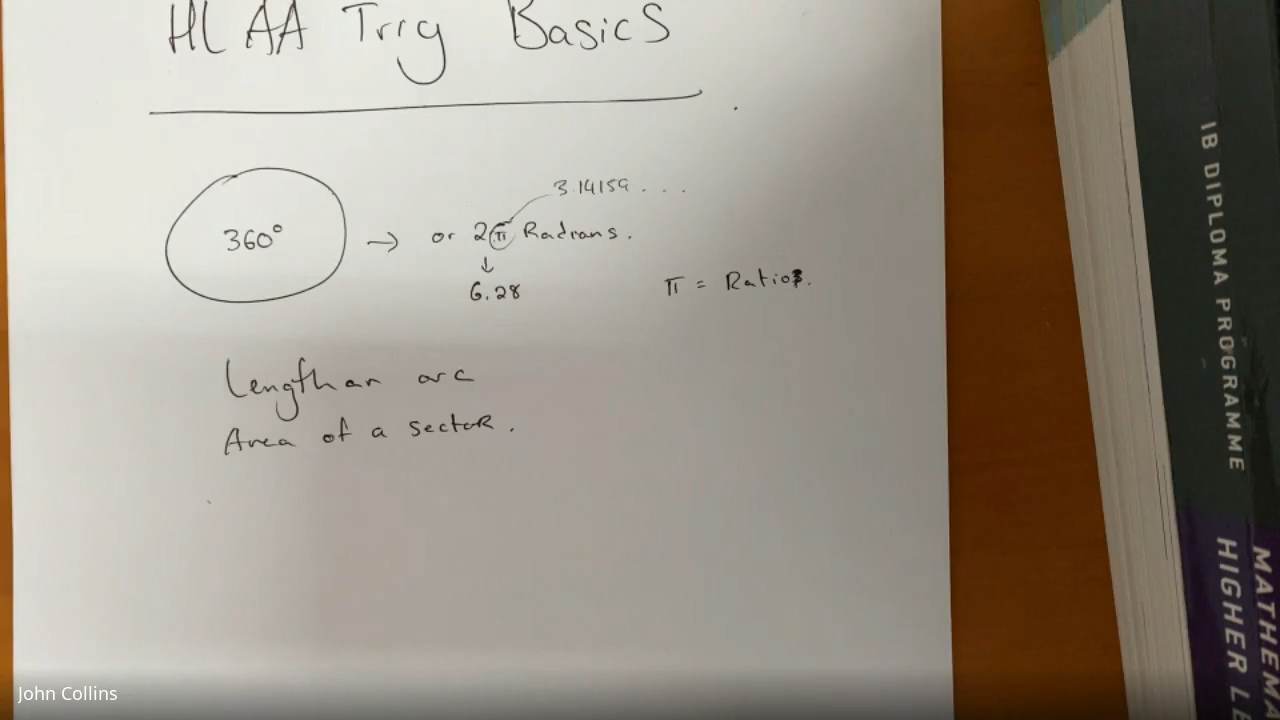 HL AA Trig Basics
3.14159...
360° → or 2π Radians.
↓
6.28
π = Ratio.
Length an arc
Area of a sector.
IB DIPLOMA PROGRAMME
MATHEMA
HIGHER LE
John Collins